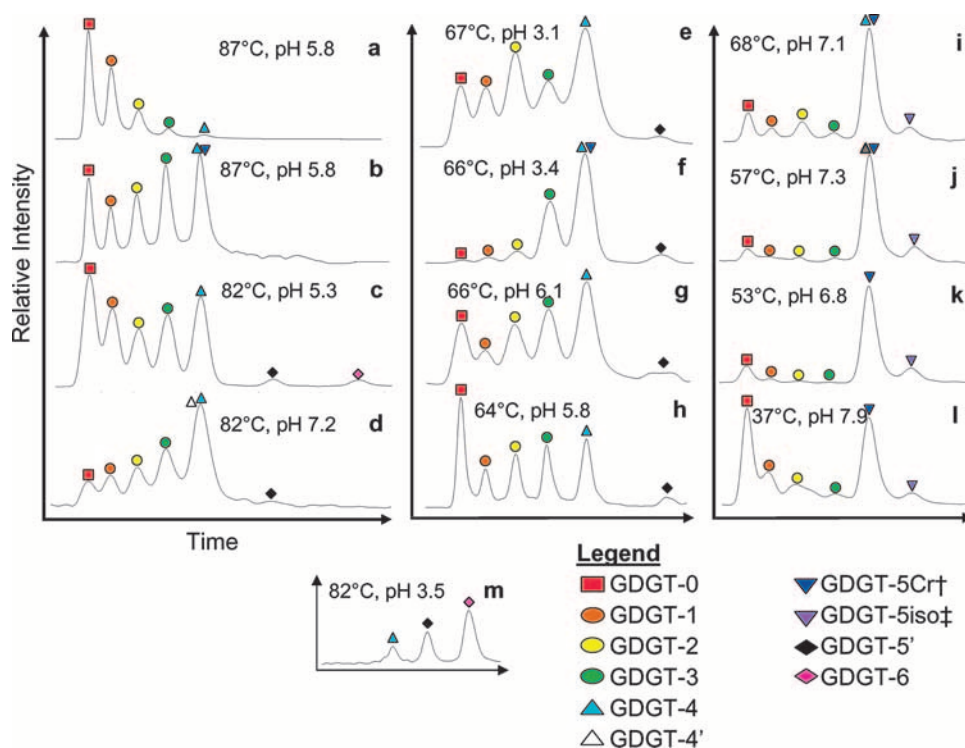 87°C, pH 5.8 a
87°C, pH 5.8 b
82°C, pH 5.3 c
82°C, pH 7.2 d
67°C, pH 3.1 e
66°C, pH 3.4 f
66°C, pH 6.1 g
64°C, pH 5.8 h
68°C, pH 7.1 i
57°C, pH 7.3 j
53°C, pH 6.8 k
37°C, pH 7.9 l
Relative Intensity
Time
82°C, pH 3.5 m
Legend
GDGT-0
GDGT-1
GDGT-2
GDGT-3
GDGT-4
GDGT-4'
GDGT-5Cr†
GDGT-5iso‡
GDGT-5'
GDGT-6